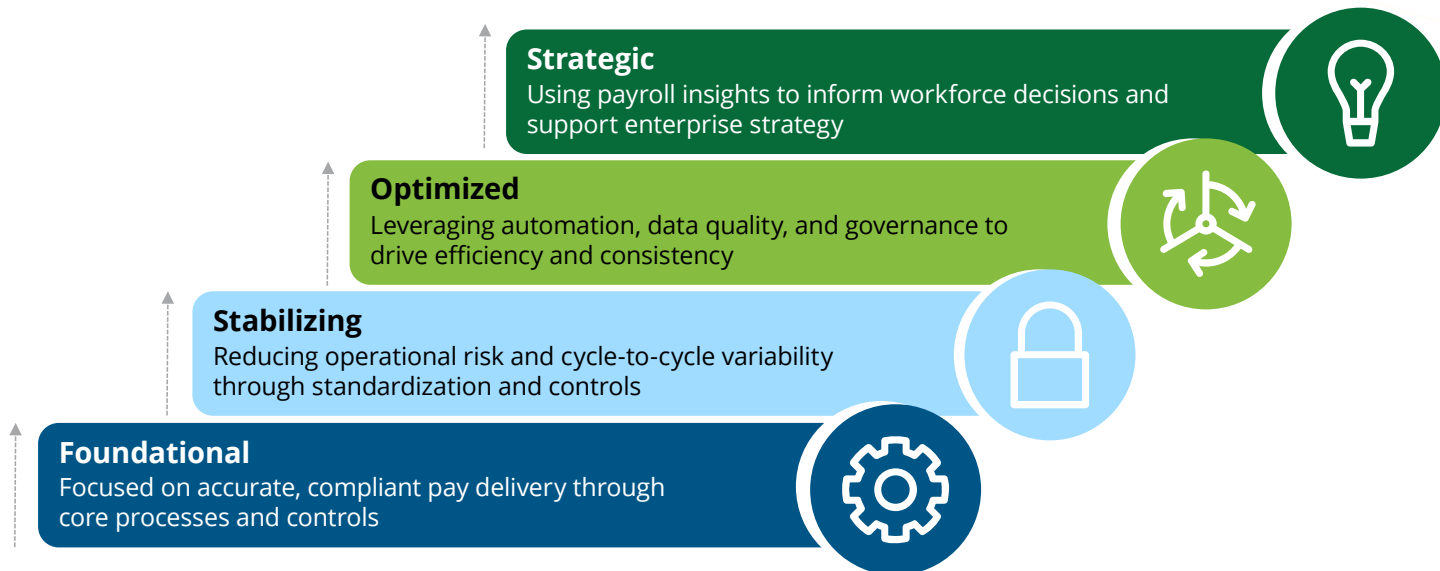 Strategic
Using payroll insights to inform workforce decisions and
support enterprise strategy
Optimized
Leveraging automation, data quality, and governance to
drive efficiency and consistency
Stabilizing
Reducing operational risk and cycle-to-cycle variability
through standardization and controls
Foundational
Focused on accurate, compliant pay delivery through
core processes and controls